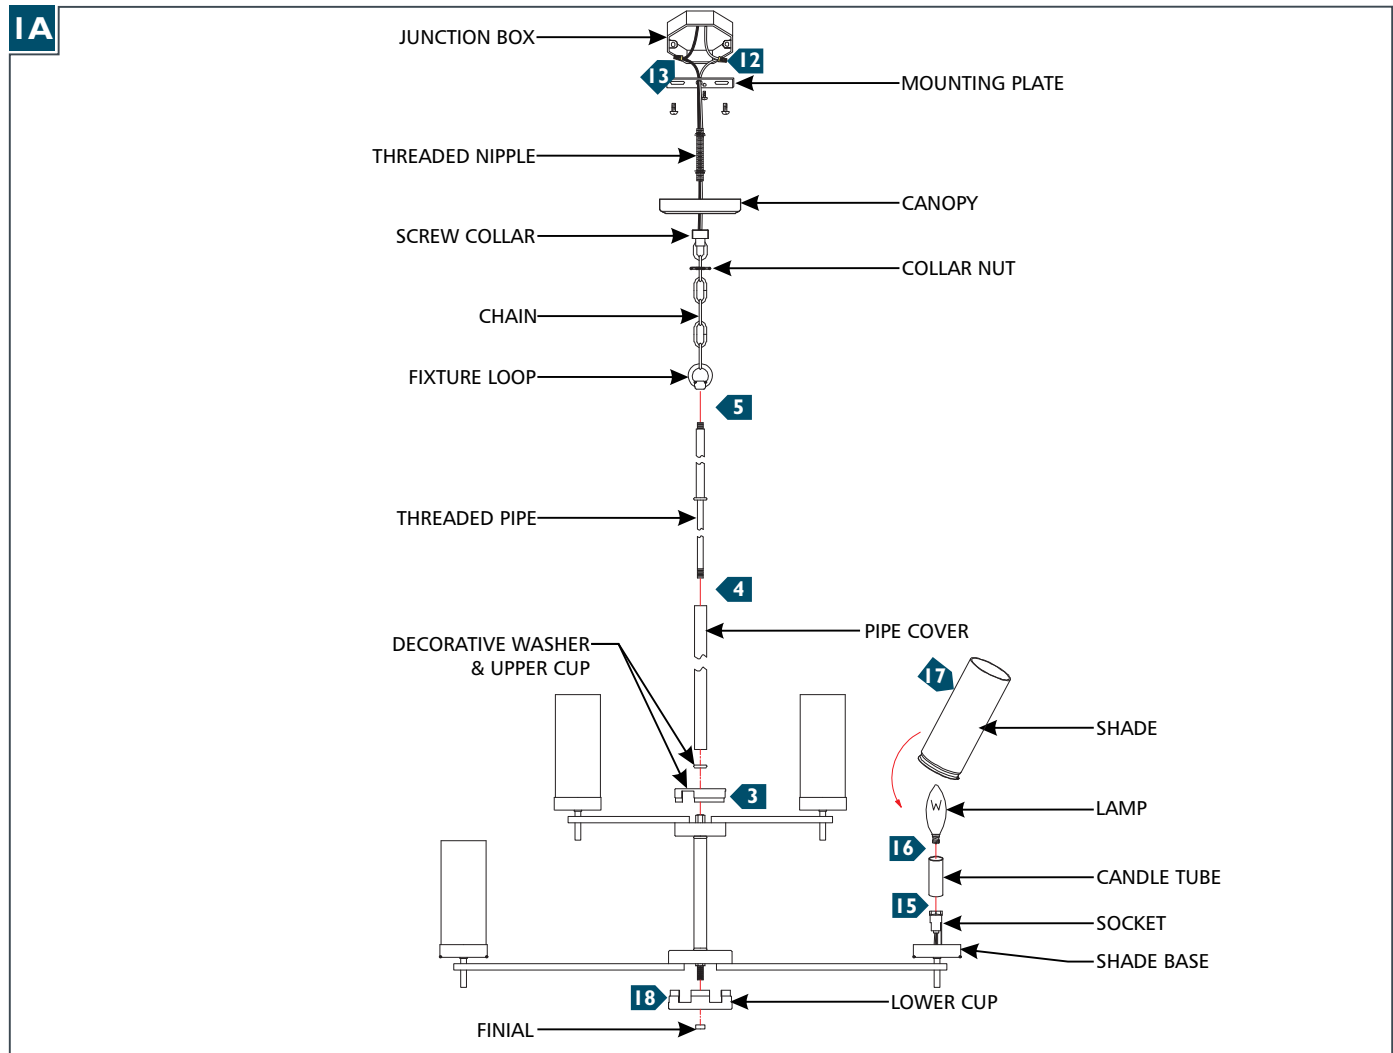 1A
JUNCTION BOX
12
13
MOUNTING PLATE
THREADED NIPPLE
CANOPY
SCREW COLLAR
COLLAR NUT
CHAIN
FIXTURE LOOP
5
THREADED PIPE
4
PIPE COVER
DECORATIVE WASHER
& UPPER CUP
17
SHADE
3
LAMP
16
CANDLE TUBE
15
SOCKET
SHADE BASE
18
LOWER CUP
FINIAL
W